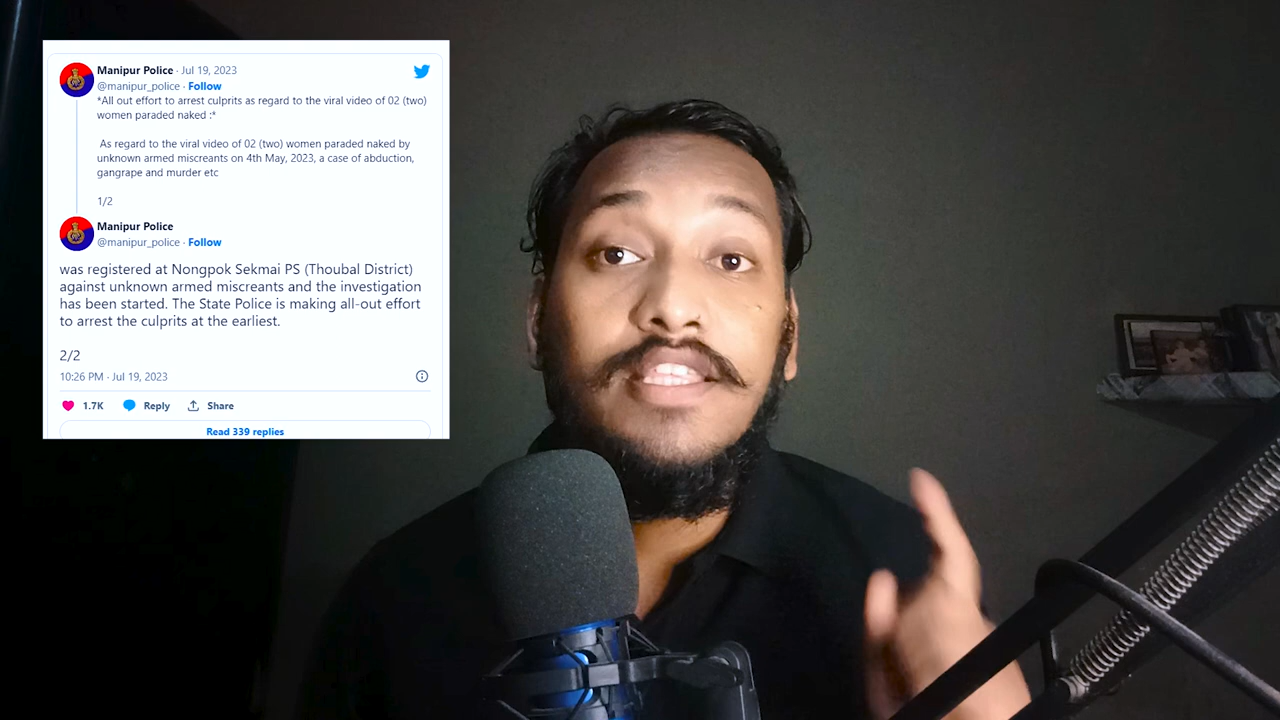 Manipur Police · Jul 19, 2023
@manipur_police · Follow
*All out effort to arrest culprits as regard to the viral video of 02 (two)
women paraded naked :*
As regard to the viral video of 02 (two) women paraded naked by
unknown armed miscreants on 4th May, 2023, a case of abduction,
gangrape and murder etc
1/2
Manipur Police
@manipur_police · Follow
was registered at Nongpok Sekmai PS (Thoubal District)
against unknown armed miscreants and the investigation
has been started. The State Police is making all-out effort
to arrest the culprits at the earliest.
2/2
10:26 PM · Jul 19, 2023
1.7K Reply Share
Read 339 replies